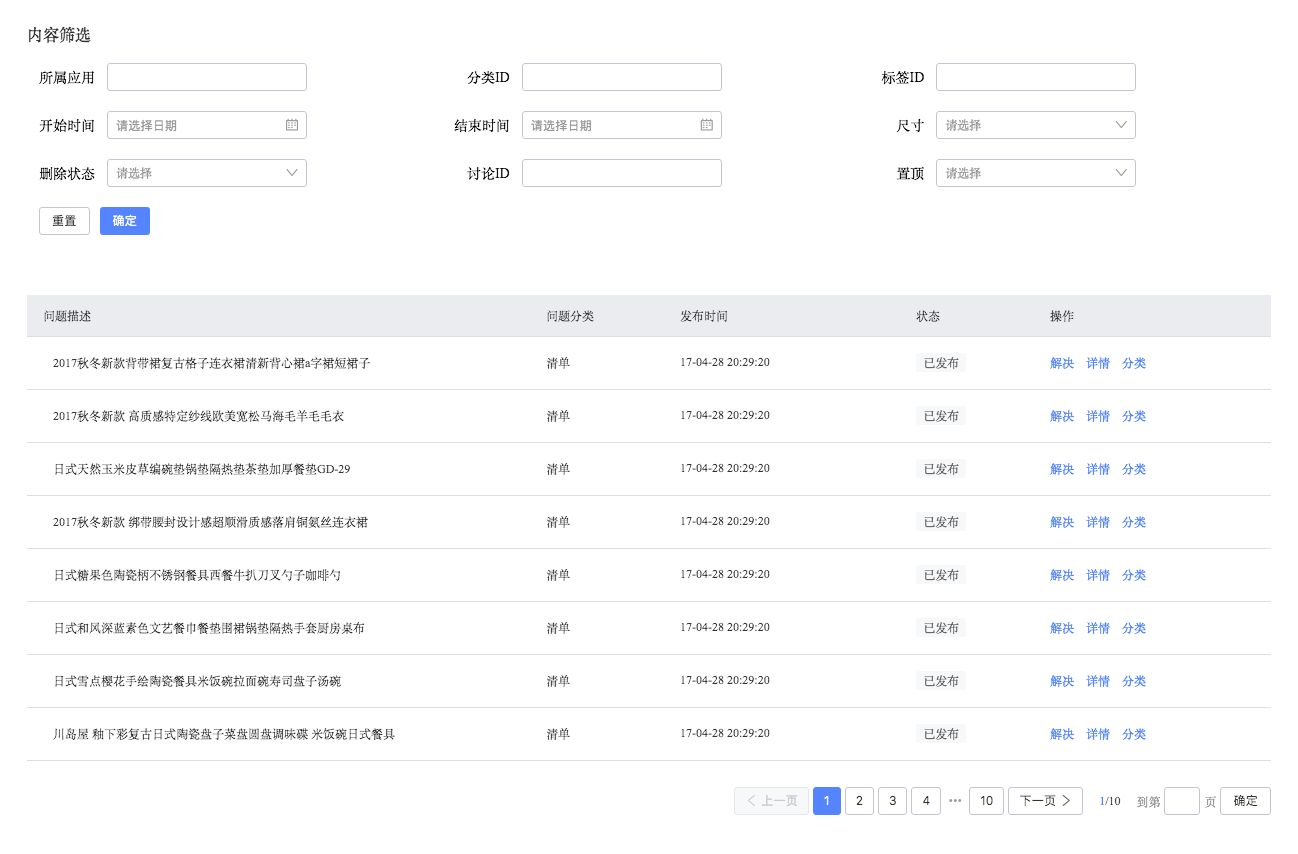 内容筛选
所属应用 分类ID 标签ID
开始时间 请选择日期 结束时间 请选择日期 尺寸 请选择
删除状态 请选择 讨论ID 置顶 请选择
重置 确定
问题描述 问题分类 发布时间 状态 操作
2017秋冬新款背带裙复古格子连衣裙清新背心裙a字裙短裙子 清单 17-04-28 20:29:20 已发布 解决 详情 分类
2017秋冬新款 高质感特定纱线欧美宽松马海毛羊毛毛衣 清单 17-04-28 20:29:20 已发布 解决 详情 分类
日式天然玉米皮草编碗垫锅垫隔热垫茶垫加厚餐垫GD-29 清单 17-04-28 20:29:20 已发布 解决 详情 分类
2017秋冬新款 绑带腰封设计感超顺滑质感落肩铜氨丝连衣裙 清单 17-04-28 20:29:20 已发布 解决 详情 分类
日式糖果色陶瓷柄不锈钢餐具西餐牛扒刀叉勺子咖啡勺 清单 17-04-28 20:29:20 已发布 解决 详情 分类
日式和风深蓝素色文艺餐巾餐垫围裙锅垫隔热手套厨房桌布 清单 17-04-28 20:29:20 已发布 解决 详情 分类
日式雪点樱花手绘陶瓷餐具米饭碗拉面碗寿司盘子汤碗 清单 17-04-28 20:29:20 已发布 解决 详情 分类
川岛屋 釉下彩复古日式陶瓷盘子菜盘圆盘调味碟 米饭碗日式餐具 清单 17-04-28 20:29:20 已发布 解决 详情 分类
上一页 1 2 3 4 ••• 10 下一页 1/10 到第 页 确定